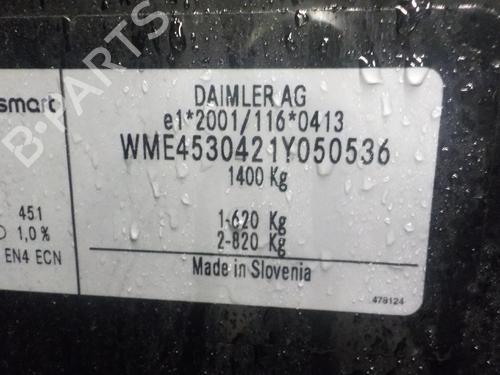 B-PARTS
smart
DAIMLER AG
e1*2001/116*0413
WME4530421Y050536
1400 Kg
1-620 Kg
2-820 Kg
451
1,0%
EN4 ECN
Made in Slovenia
478124